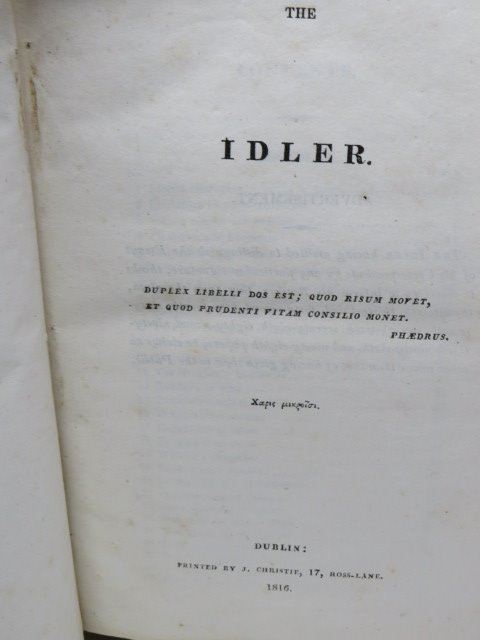 THE
IDLER.
DUPLEX LIBELLI DOS EST; QUOD RISUM MOVET,
ET QUOD PRUDENTI VITAM CONSILIO MONET.
PHÆDRUS.
Χαρις μικροῖσι.
DUBLIN:
PRINTED BY J. CHRISTIE, 17, ROSS-LANE.
1816.